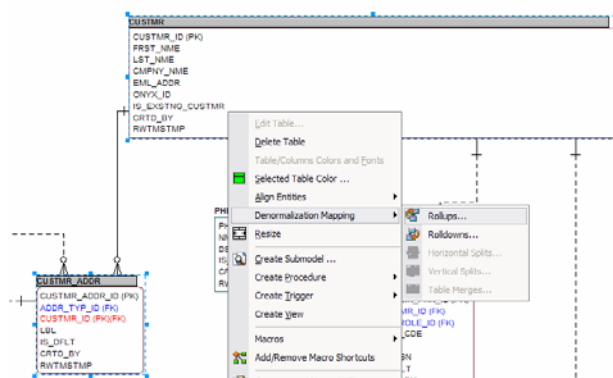 CUSTMR
CUSTMR_ID (PK)
FRST_NME
LST_NME
CMPNY_NME
EML_ADDR
ONYX_ID
IS_EXSTNG_CUSTMR
CRTD_BY
RWTMSTMP
Edit Table...
Delete Table
Table/Columns Colors and Fonts
Selected Table Color ...
Align Entities
Denormalization Mapping
Resize
Create Submodel ...
Create Procedure
Create Trigger
Create View
Macros
Add/Remove Macro Shortcuts
Rollups...
Rolldowns...
Horizontal Splits...
Vertical Splits...
Table Merges...
CUSTMR_ADDR
CUSTMR_ADDR_ID (PK)
ADDR_TYP_ID (FK)
CUSTMR_ID (PK)(FK)
LBL
IS_DFLT
CRTD_BY
RWTMSTMP
MR_ID (FK)
ROLE_ID (FK)
_CDE